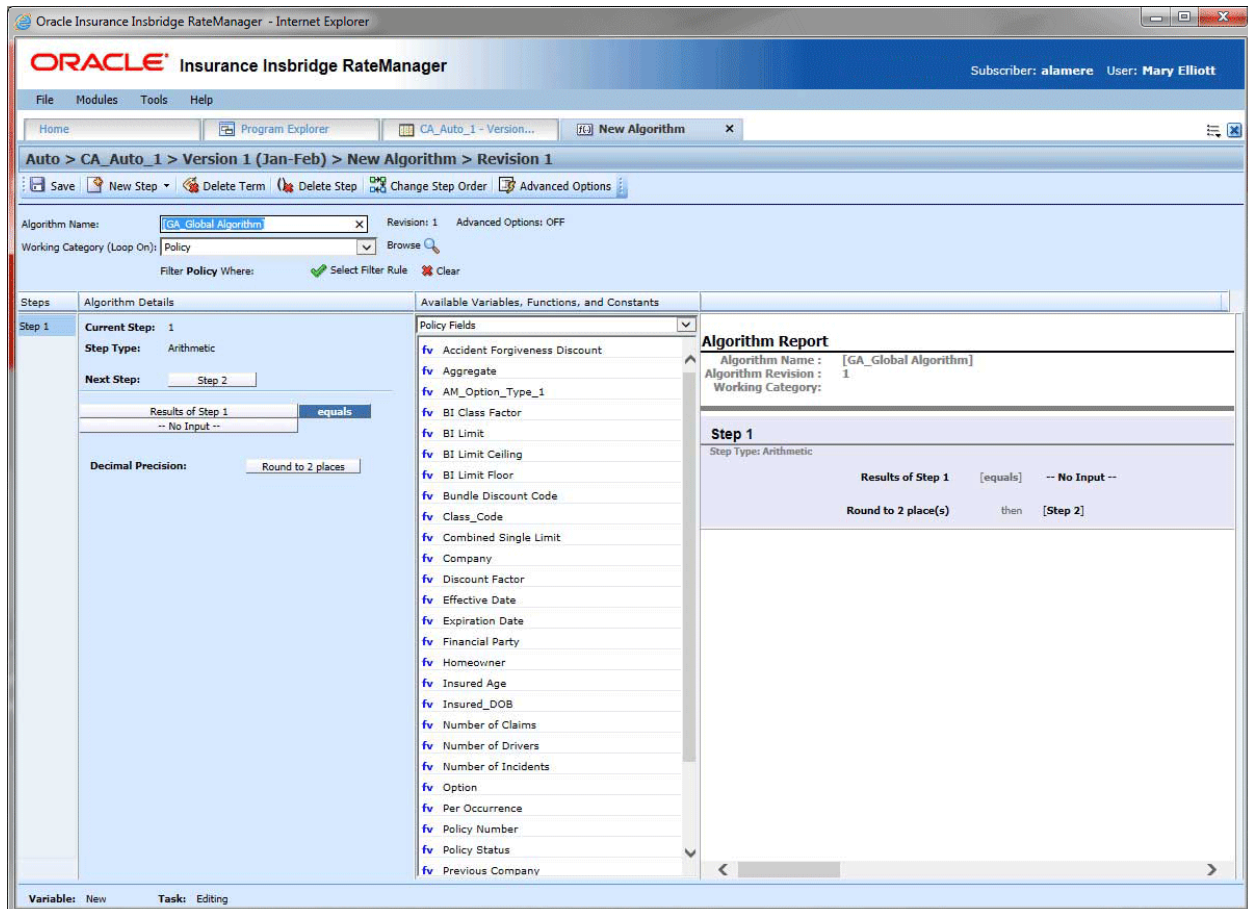 Oracle Insurance Insbridge RateManager - Internet Explorer
ORACLE Insurance Insbridge RateManager
Subscriber: alamere User: Mary Elliott
File Modules Tools Help
Home Program Explorer CA_Auto_1 - Version... New Algorithm
Auto > CA_Auto_1 > Version 1 (Jan-Feb) > New Algorithm > Revision 1
Save New Step Delete Term Delete Step Change Step Order Advanced Options
Algorithm Name: [GA_Global Algorithm] Revision: 1 Advanced Options: OFF
Working Category (Loop On): Policy Browse
Filter Policy Where: Select Filter Rule Clear
Steps Algorithm Details Available Variables, Functions, and Constants
Step 1
Current Step: 1
Step Type: Arithmetic
Next Step: Step 2
Results of Step 1 equals
-- No Input --
Decimal Precision: Round to 2 places
Policy Fields
fv Accident Forgiveness Discount
fv Aggregate
fv AM_Option_Type_1
fv BI Class Factor
fv BI Limit
fv BI Limit Ceiling
fv BI Limit Floor
fv Bundle Discount Code
fv Class_Code
fv Combined Single Limit
fv Company
fv Discount Factor
fv Effective Date
fv Expiration Date
fv Financial Party
fv Homeowner
fv Insured Age
fv Insured_DOB
fv Number of Claims
fv Number of Drivers
fv Number of Incidents
fv Option
fv Per Occurrence
fv Policy Number
fv Policy Status
fv Previous Company
Algorithm Report
Algorithm Name : [GA_Global Algorithm]
Algorithm Revision : 1
Working Category:
Step 1
Step Type: Arithmetic
Results of Step 1 [equals] -- No Input --
Round to 2 place(s) then [Step 2]
Variable: New Task: Editing